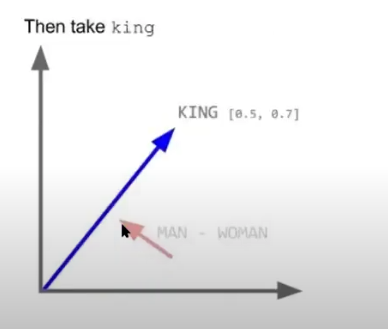 Then take king
KING [0.5, 0.7]
MAN - WOMAN